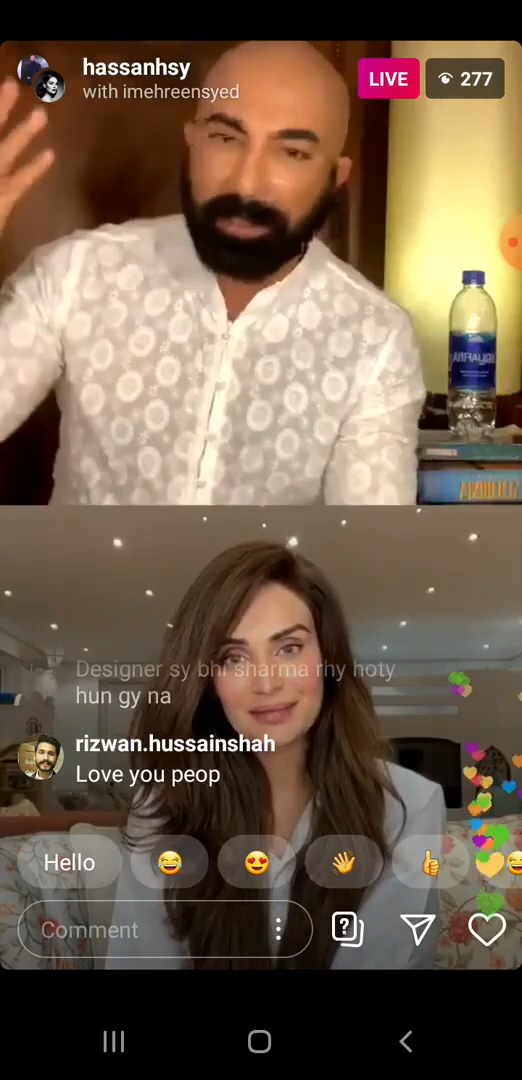 hassanhsy
with imehreensyed
LIVE
277
AQUAFINA
Designer sy bhi sharma rhy hoty
hun gy na
rizwan.hussainshah
Love you peop
Hello
Comment